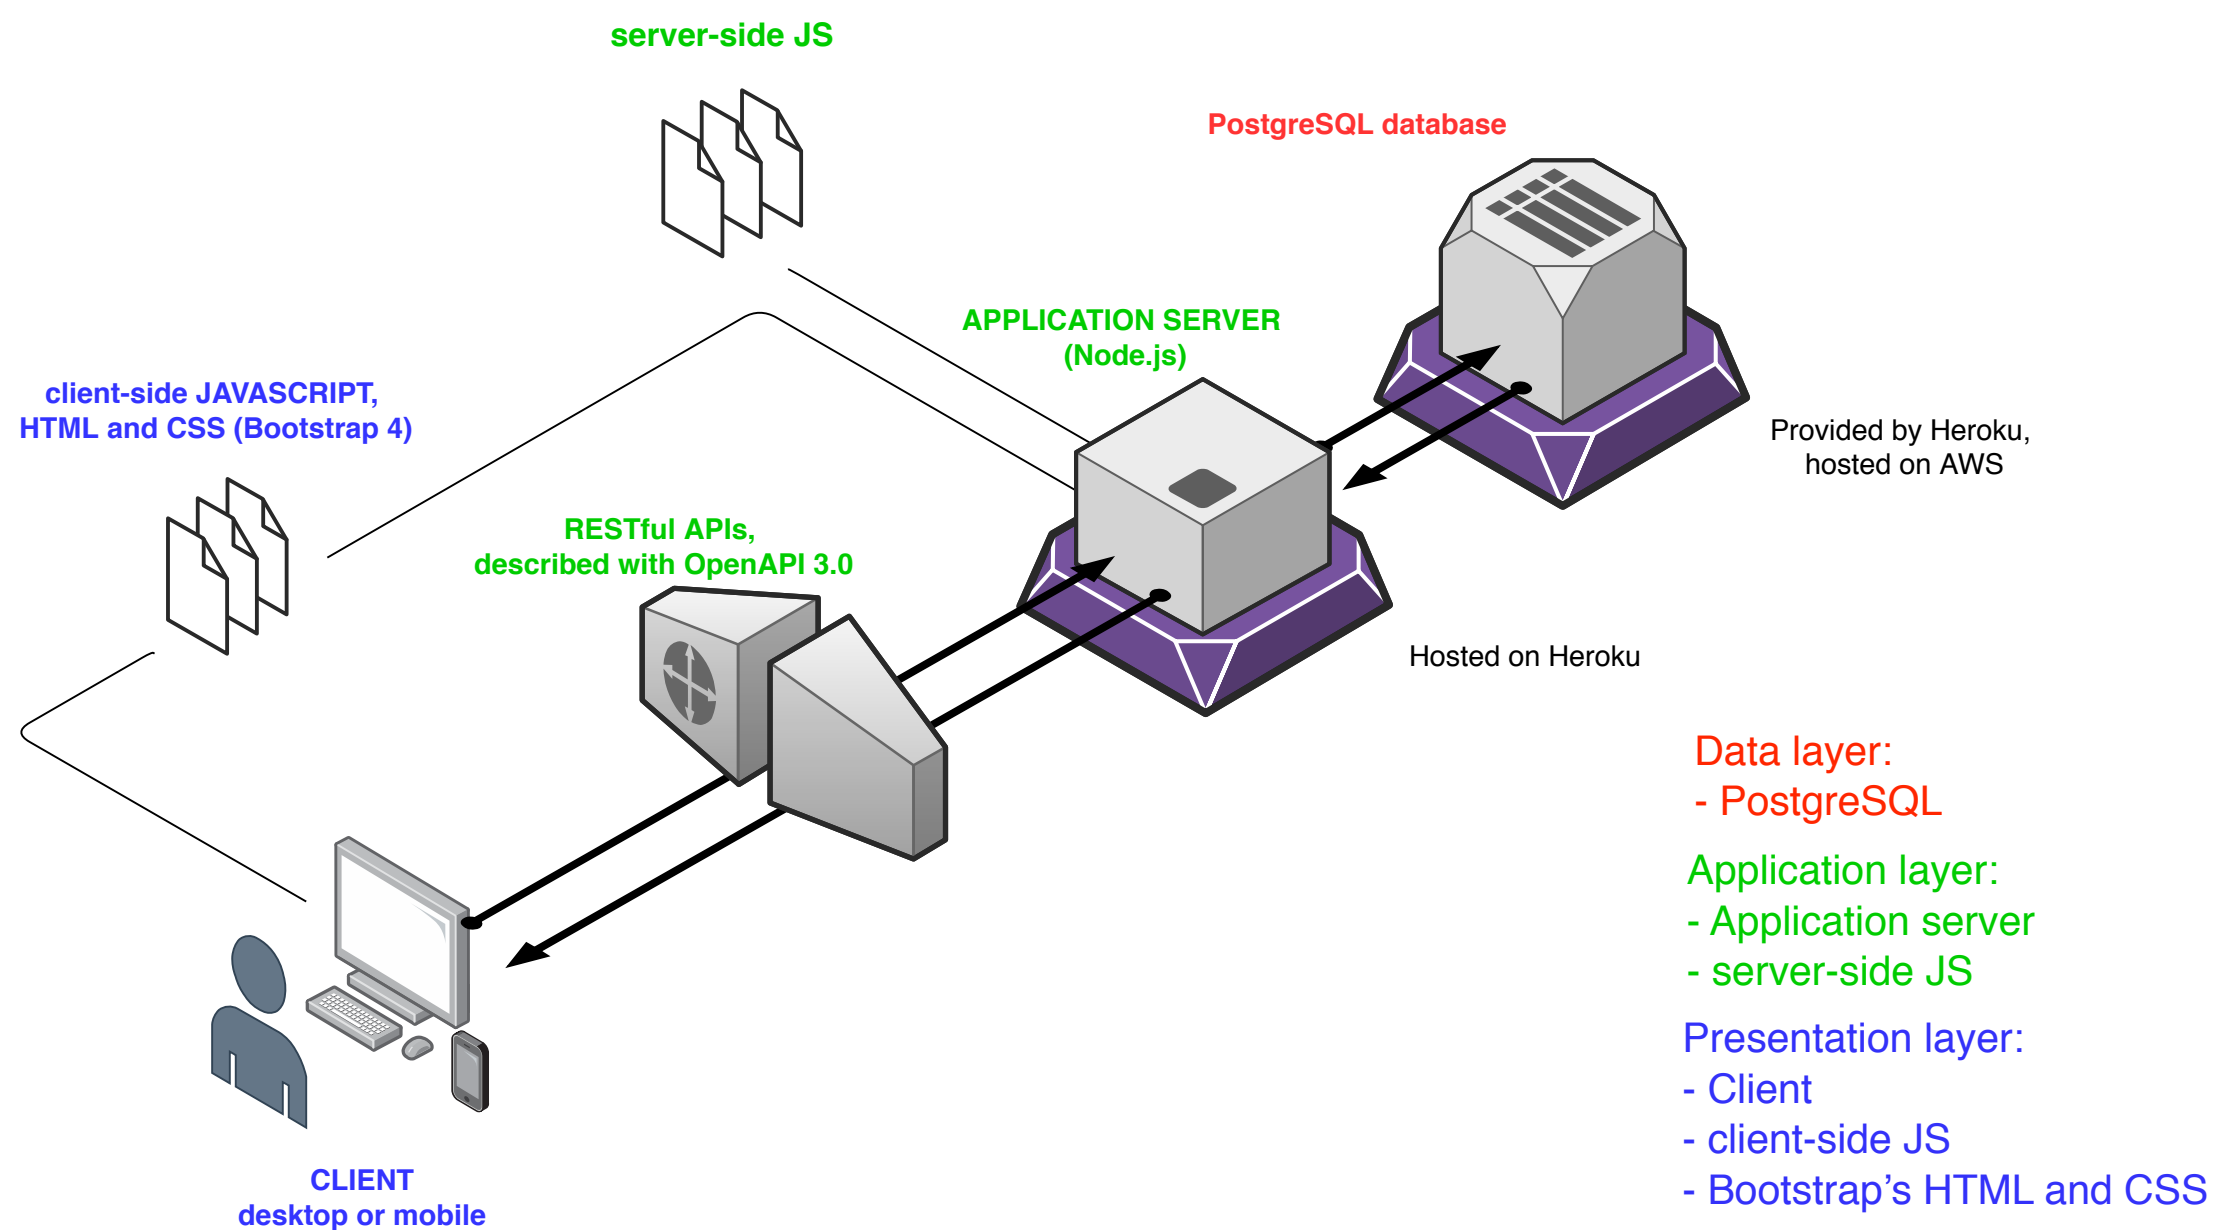 server-side JS
PostgreSQL database
APPLICATION SERVER
(Node.js)
client-side JAVASCRIPT,
HTML and CSS (Bootstrap 4)
Provided by Heroku,
hosted on AWS
RESTful APIs,
described with OpenAPI 3.0
Hosted on Heroku
Data layer:
- PostgreSQL
Application layer:
- Application server
- server-side JS
Presentation layer:
- Client
- client-side JS
- Bootstrap’s HTML and CSS
CLIENT
desktop or mobile